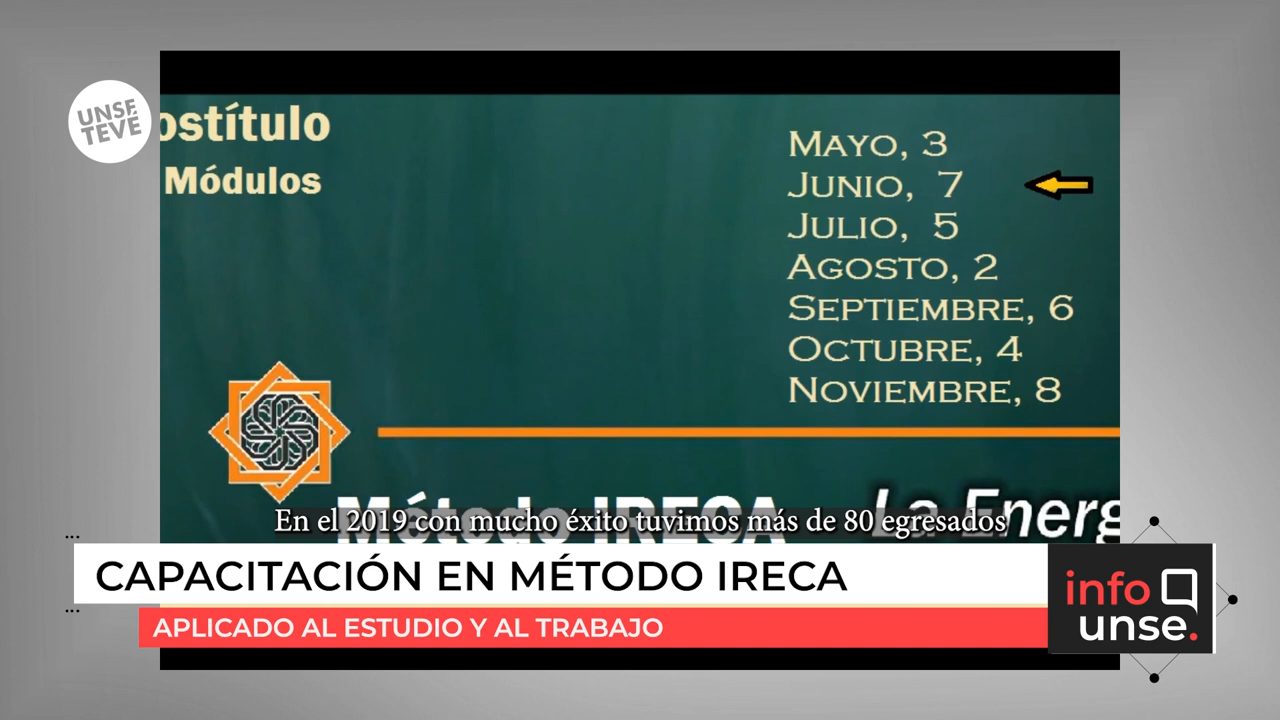 UNSE
TEVE
ostítulo
Módulos
MAYO, 3
JUNIO, 7
JULIO, 5
AGOSTO, 2
SEPTIEMBRE, 6
OCTUBRE, 4
NOVIEMBRE, 8
Método IRECA
La Energ
En el 2019 con mucho éxito tuvimos más de 80 egresados
CAPACITACIÓN EN MÉTODO IRECA
APLICADO AL ESTUDIO Y AL TRABAJO
info
unse.